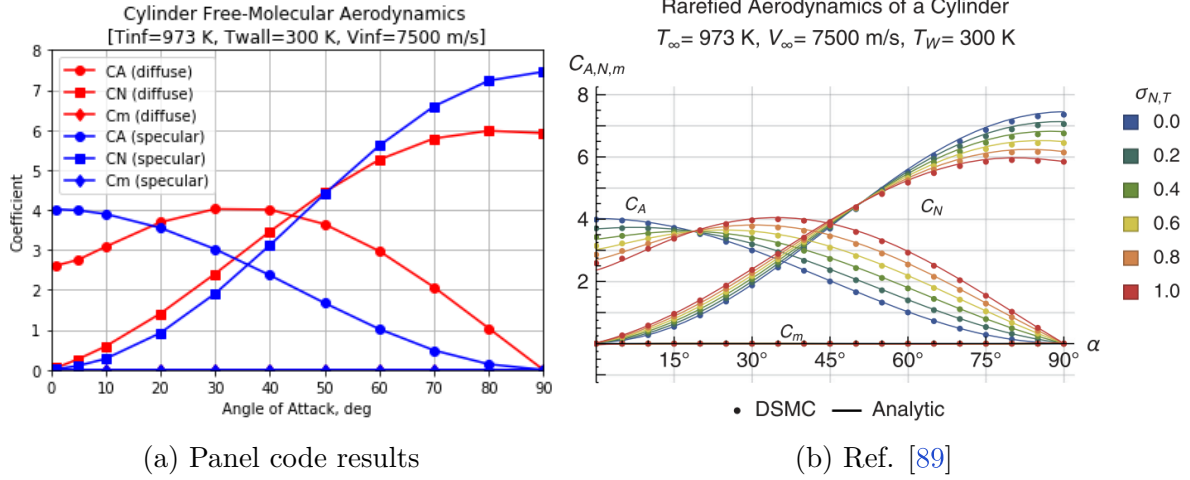 Cylinder Free-Molecular Aerodynamics
[Tinf=973 K, Twall=300 K, Vinf=7500 m/s]
8
7
6
5
4
3
2
1
0
Coefficient
CA (diffuse)
CN (diffuse)
Cm (diffuse)
CA (specular)
CN (specular)
Cm (specular)
0 10 20 30 40 50 60 70 80 90
Angle of Attack, deg
(a) Panel code results
Rarefied Aerodynamics of a Cylinder
T∞= 973 K, V∞= 7500 m/s, TW= 300 K
CA,N,m
8
6
4
2
CA
CN
Cm
15° 30° 45° 60° 75° 90° α
σN,T
0.0
0.2
0.4
0.6
0.8
1.0
• DSMC — Analytic
(b) Ref. [89]